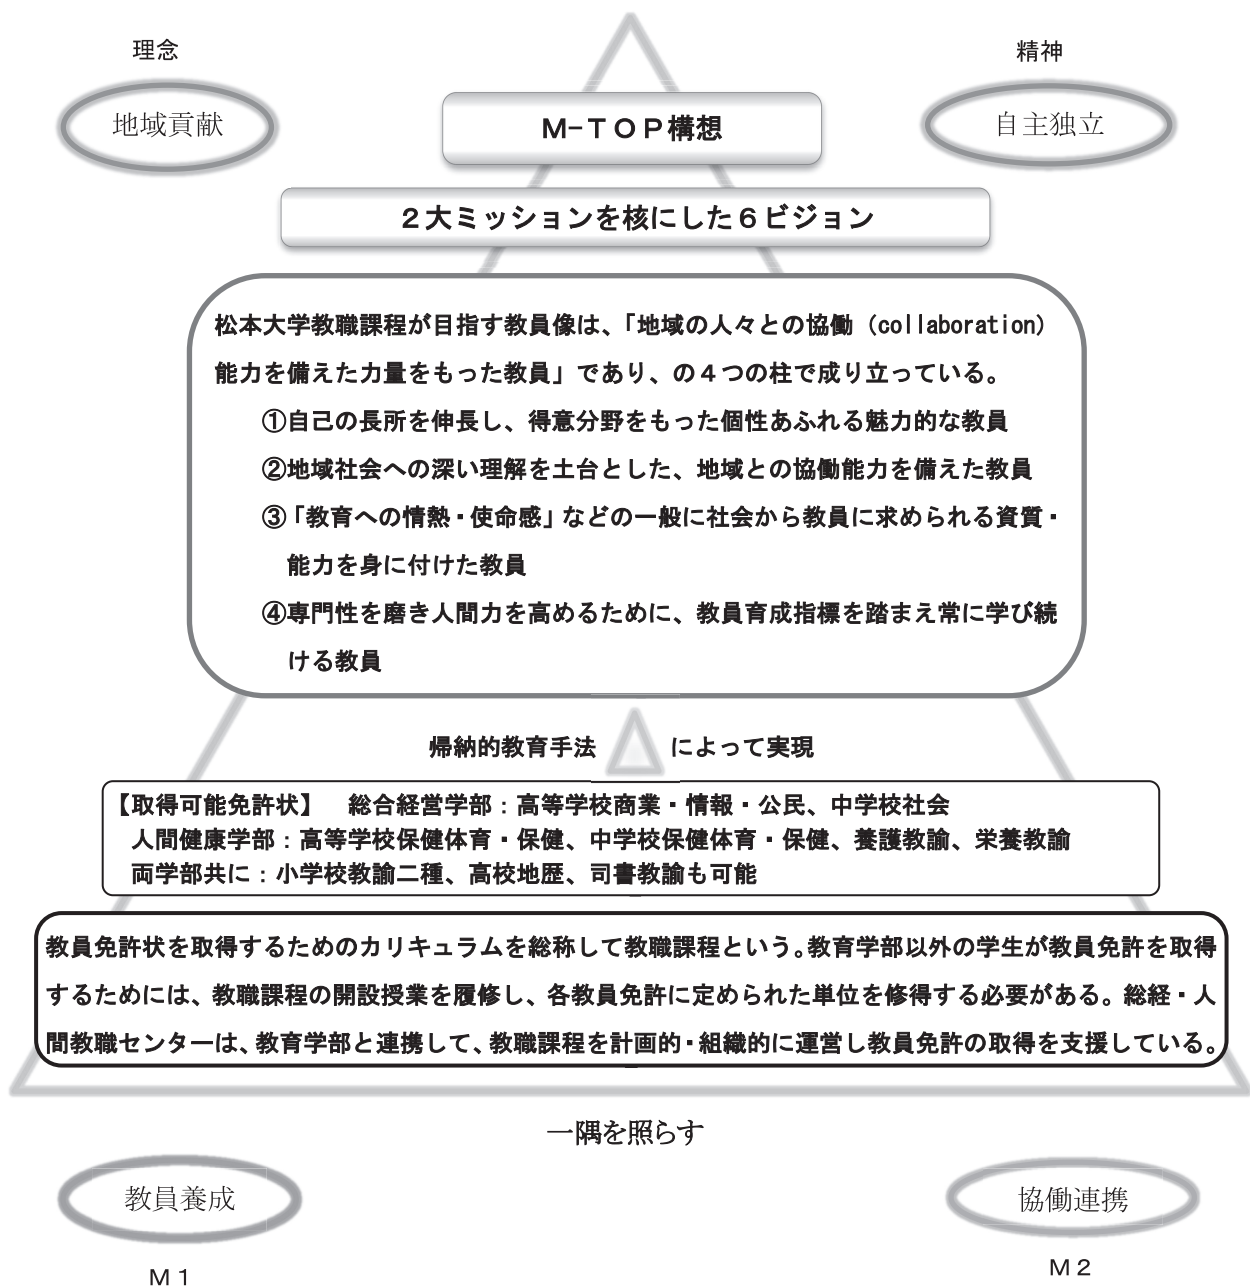 理念
精神
地域貢献
自主独立
M-TOP構想
2大ミッションを核にした6ビジョン
松本大学教職課程が目指す教員像は、「地域の人々との協働（collaboration）
能力を備えた力量をもった教員」であり、の4つの柱で成り立っている。
①自己の長所を伸長し、得意分野をもった個性あふれる魅力的な教員
②地域社会への深い理解を土台とした、地域との協働能力を備えた教員
③「教育への情熱・使命感」などの一般に社会から教員に求められる資質・
能力を身に付けた教員
④専門性を磨き人間力を高めるために、教員育成指標を踏まえ常に学び続
ける教員
帰納的教育手法 によって実現
【取得可能免許状】 総合経営学部：高等学校商業・情報・公民、中学校社会
人間健康学部：高等学校保健体育・保健、中学校保健体育・保健、養護教諭、栄養教諭
両学部共に：小学校教諭二種、高校地歴、司書教諭も可能
教員免許状を取得するためのカリキュラムを総称して教職課程という。教育学部以外の学生が教員免許を取得
するためには、教職課程の開設授業を履修し、各教員免許に定められた単位を修得する必要がある。総経・人
間教職センターは、教育学部と連携して、教職課程を計画的・組織的に運営し教員免許の取得を支援している。
一隅を照らす
教員養成
協働連携
M1
M2